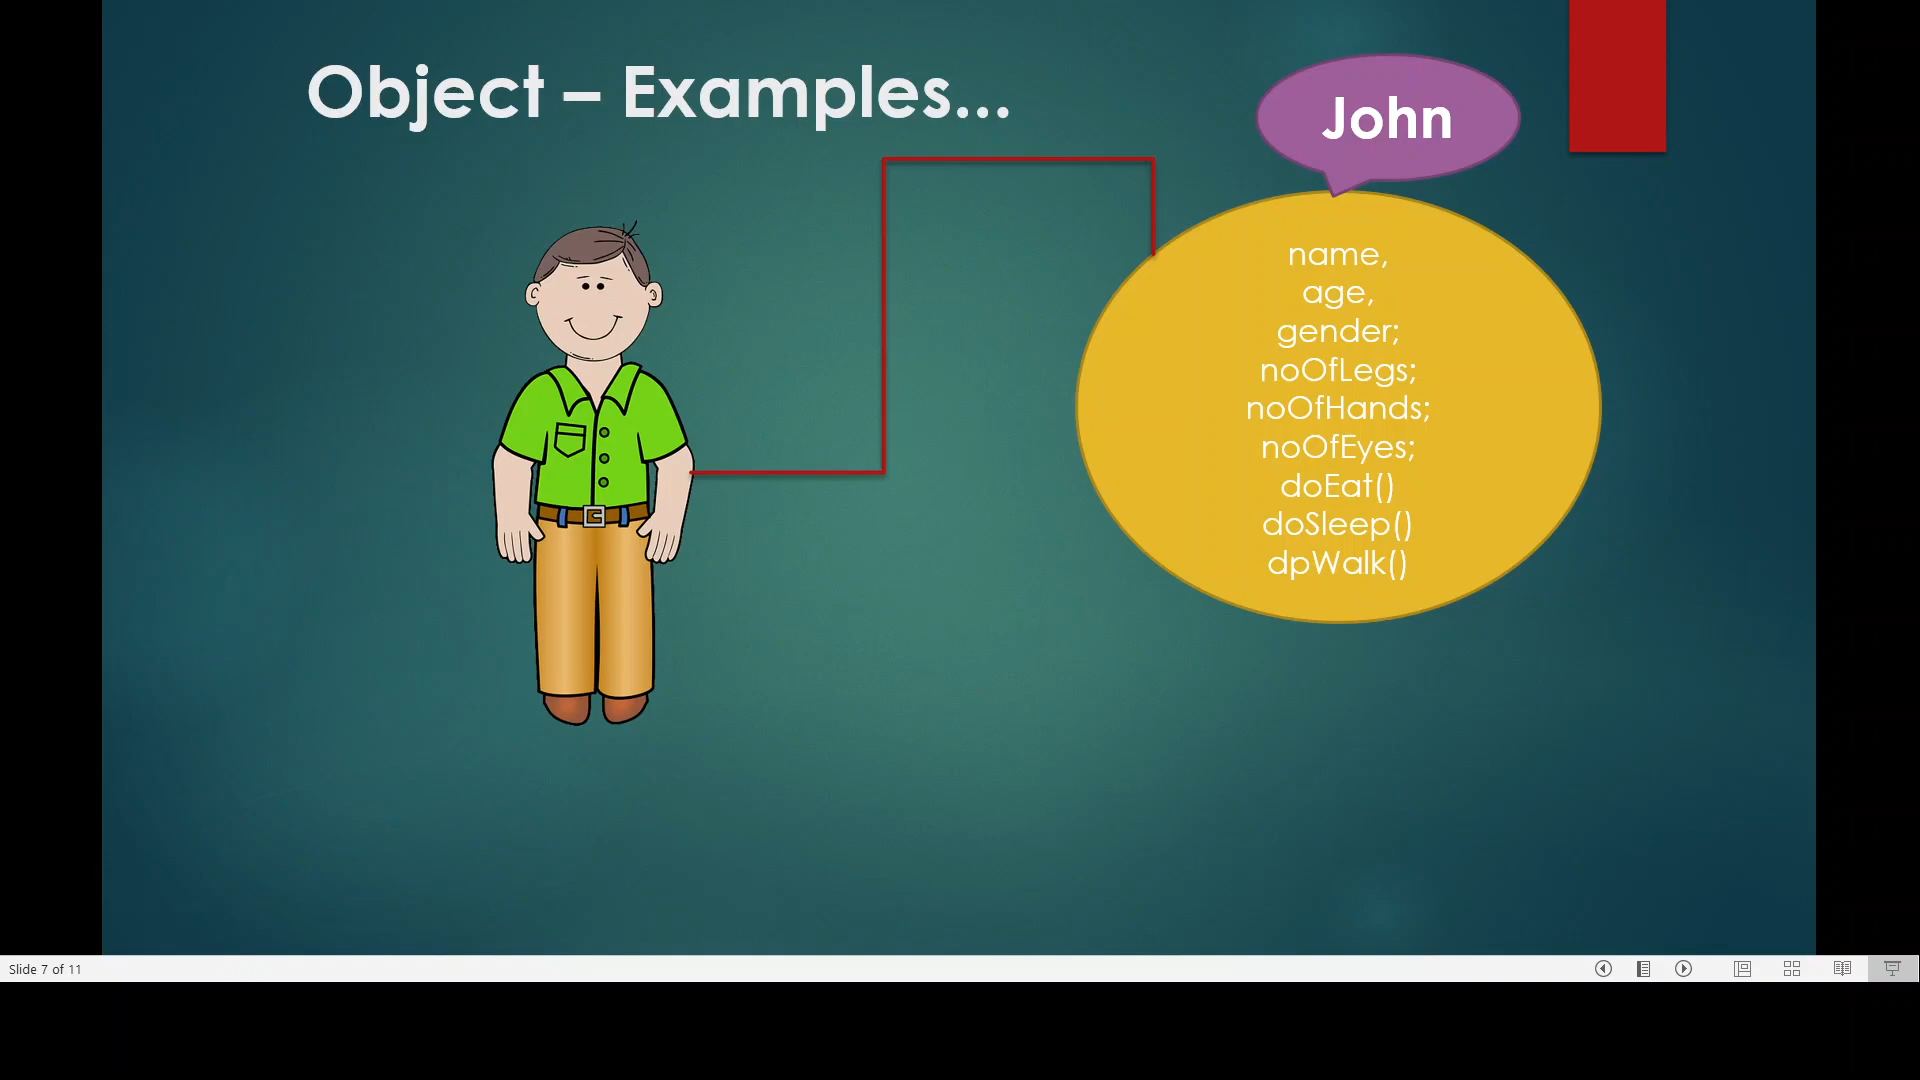 Object – Examples...
John
name,
age,
gender;
noOfLegs;
noOfHands;
noOfEyes;
doEat()
doSleep()
dpWalk()
Slide 7 of 11